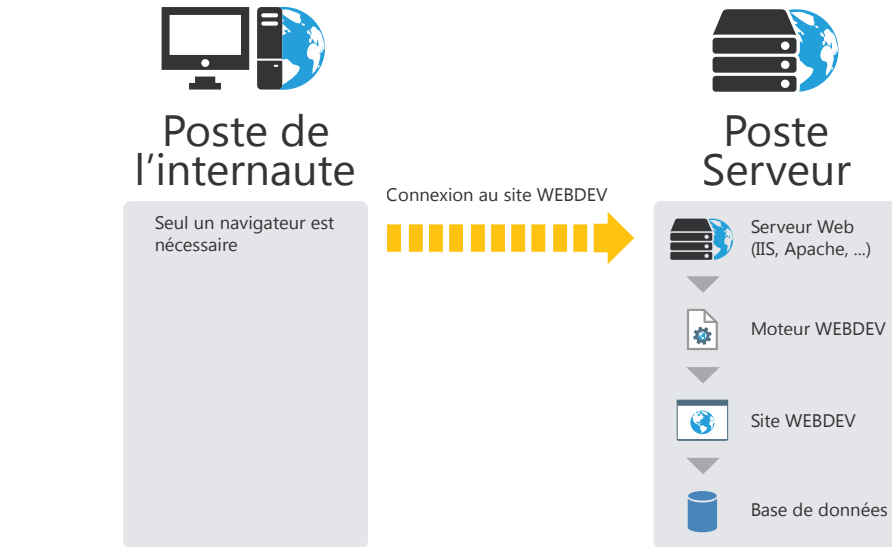 Poste de
l'internaute
Seul un navigateur est
nécessaire
Connexion au site WEBDEV
Poste
Serveur
Serveur Web
(IIS, Apache, ...)
Moteur WEBDEV
Site WEBDEV
Base de données